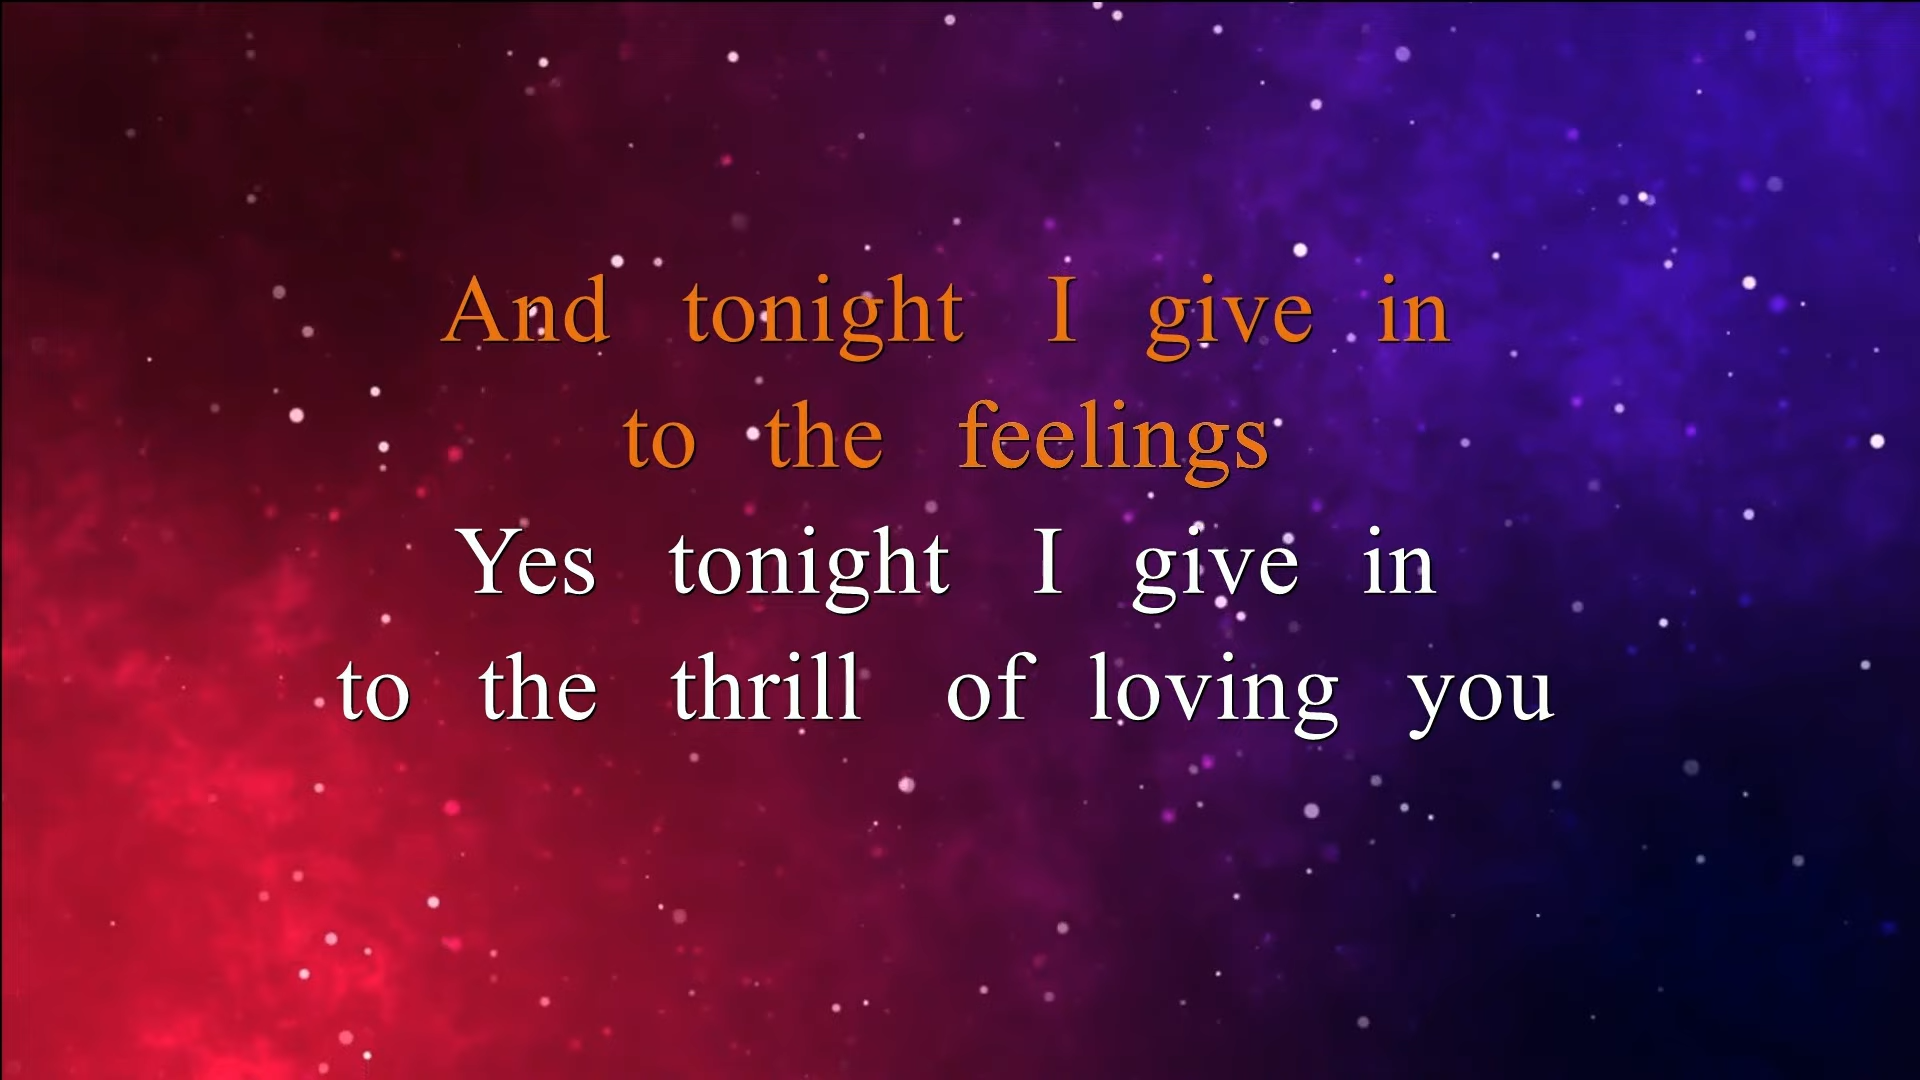 And tonight I give in
to the feelings
Yes tonight I give in
to the thrill of loving you